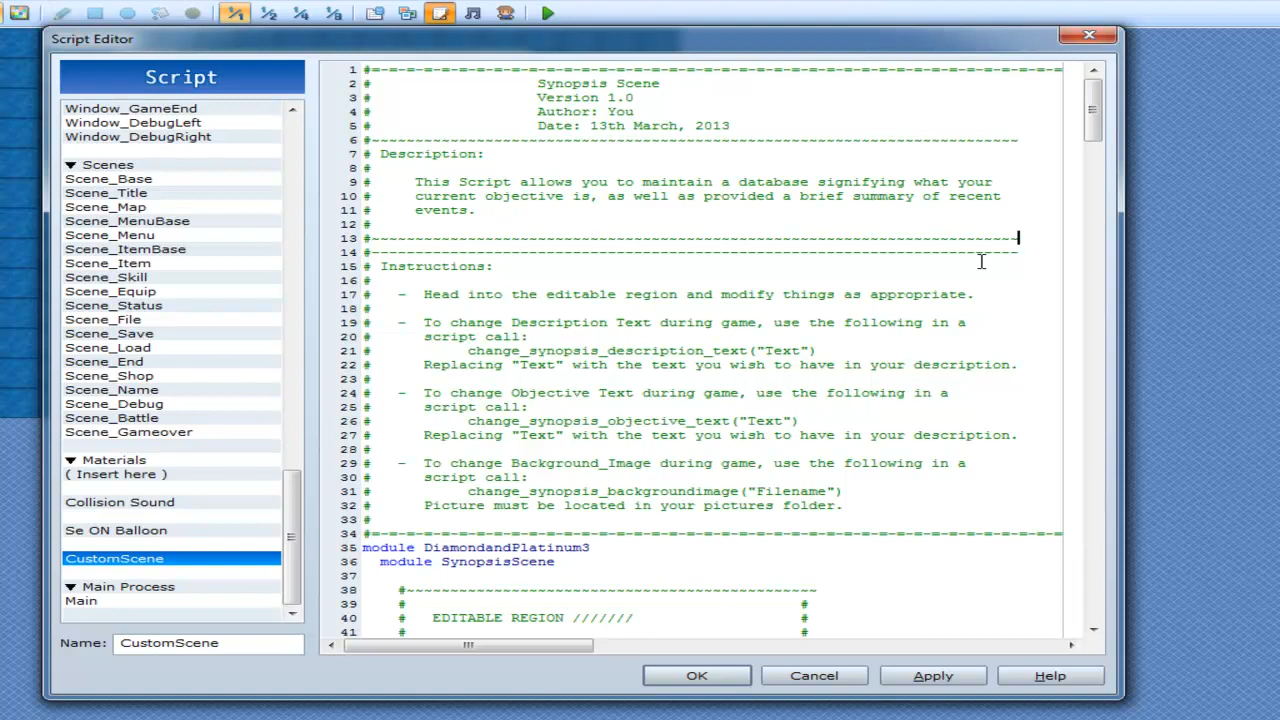 Script Editor
Script
Window_GameEnd
Window_DebugLeft
Window_DebugRight
▼ Scenes
Scene_Base
Scene_Title
Scene_Map
Scene_MenuBase
Scene_Menu
Scene_ItemBase
Scene_Item
Scene_Skill
Scene_Equip
Scene_Status
Scene_File
Scene_Save
Scene_Load
Scene_End
Scene_Shop
Scene_Name
Scene_Debug
Scene_Battle
Scene_Gameover
▼ Materials
( Insert here )
Collision Sound
Se ON Balloon
CustomScene
▼ Main Process
Main
Name: CustomScene
1 #=-=-=-=-=-=-=-=-=-=-=-=-=-=-=-=-=-=-=-=-=-=-=-=-=-=-=-=-=-=-=-=-=-=-=-=-=-=-=-=
2 # Synopsis Scene
3 # Version 1.0
4 # Author: You
5 # Date: 13th March, 2013
6 #~~~~~~~~~~~~~~~~~~~~~~~~~~~~~~~~~~~~~~~~~~~~~~~~~~~~~~~~~~~~~~~~~~~~~~~~~~
7 # Description:
8 #
9 # This Script allows you to maintain a database signifying what your
10 # current objective is, as well as provided a brief summary of recent
11 # events.
12 #
13 #~~~~~~~~~~~~~~~~~~~~~~~~~~~~~~~~~~~~~~~~~~~~~~~~~~~~~~~~~~~~~~~~~~~~~~~~~~
14 #~~~~~~~~~~~~~~~~~~~~~~~~~~~~~~~~~~~~~~~~~~~~~~~~~~~~~~~~~~~~~~~~~~~~~~~~~~
15 # Instructions:
16 #
17 # - Head into the editable region and modify things as appropriate.
18 #
19 # - To change Description Text during game, use the following in a
20 # script call:
21 # change_synopsis_description_text("Text")
22 # Replacing "Text" with the text you wish to have in your description.
23 #
24 # - To change Objective Text during game, use the following in a
25 # script call:
26 # change_synopsis_objective_text("Text")
27 # Replacing "Text" with the text you wish to have in your description.
28 #
29 # - To change Background_Image during game, use the following in a
30 # script call:
31 # change_synopsis_backgroundimage("Filename")
32 # Picture must be located in your pictures folder.
33 #
34 #=-=-=-=-=-=-=-=-=-=-=-=-=-=-=-=-=-=-=-=-=-=-=-=-=-=-=-=-=-=-=-=-=-=-=-=-=-=-=-=
35 module DiamondandPlatinum3
36 module SynopsisScene
37
38 #~~~~~~~~~~~~~~~~~~~~~~~~~~~~~~~~~~~~~~~~~~~~~~~
39 # #
40 # EDITABLE REGION /////// #
41 # #
OK
Cancel
Apply
Help